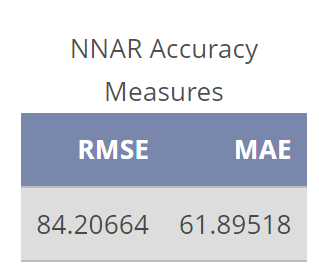 NNAR Accuracy
Measures
RMSE MAE
84.20664 61.89518